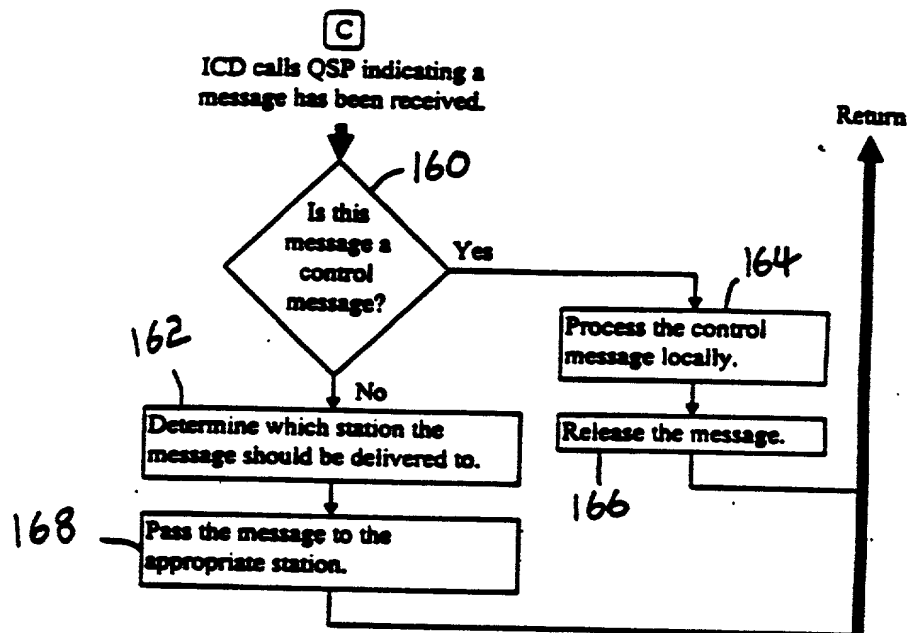 C
ICD calls QSP indicating a
message has been received.
Return
160
Is this
message a
control
message?
Yes
164
Process the control
message locally.
162
No
Determine which station the
message should be delivered to.
Release the message.
166
168
Pass the message to the
appropriate station.